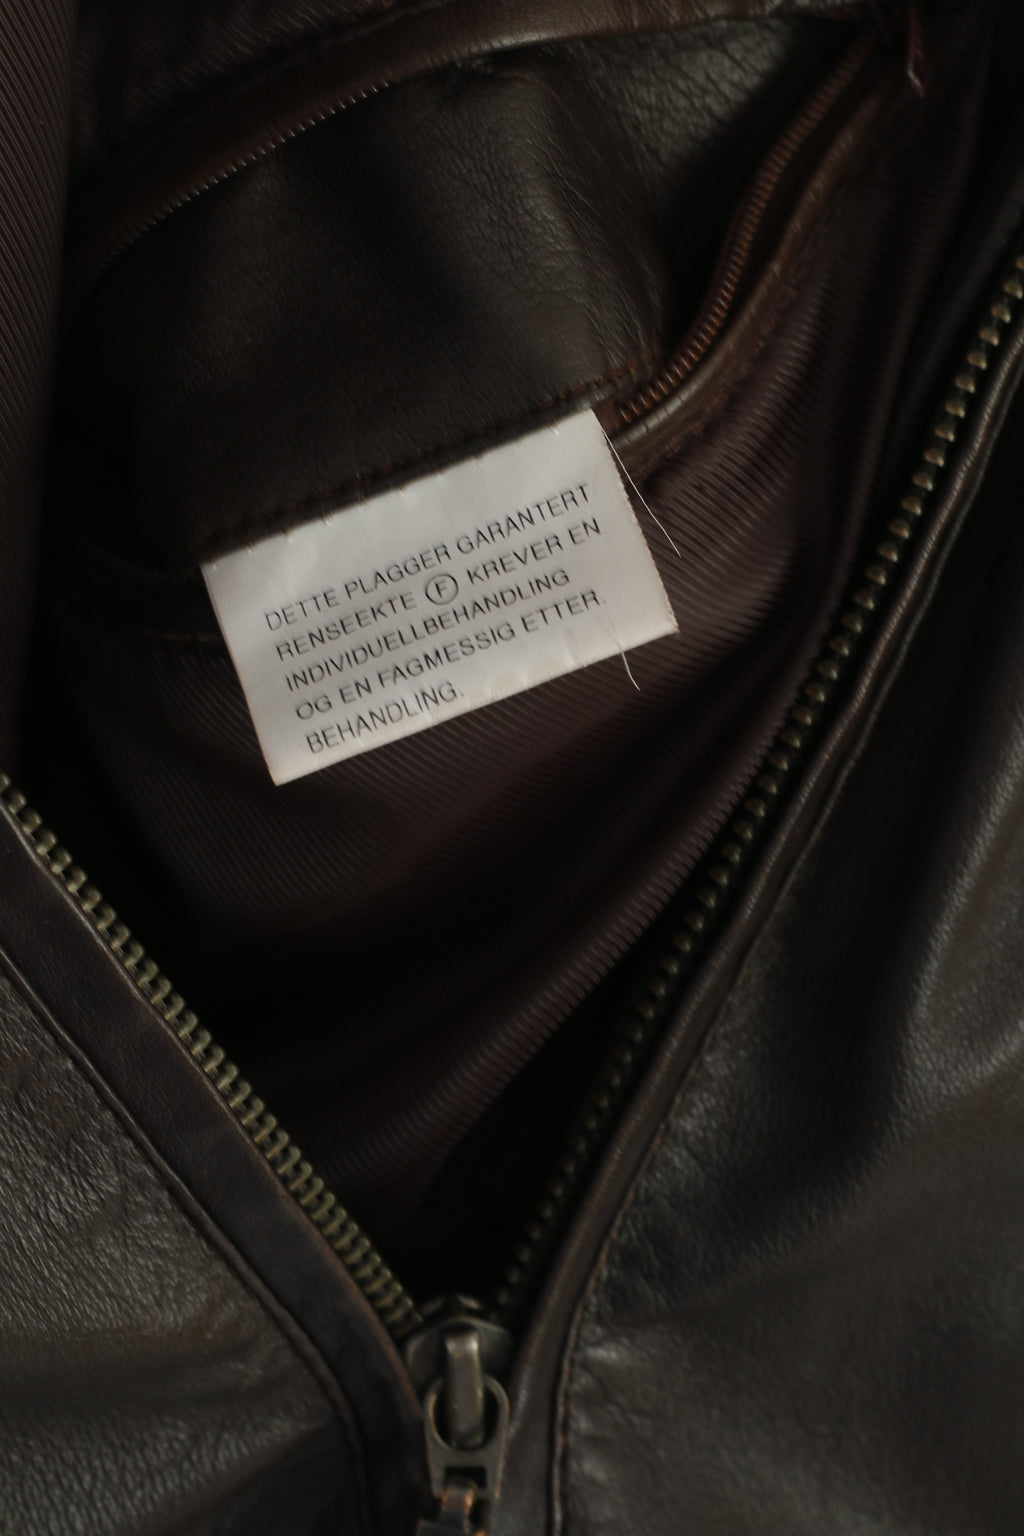 DETTE PLAGGER GARANTERT
RENSEEKTE Ⓕ KREVER EN
INDIVIDUELLBEHANDLING
OG EN FAGMESSIG ETTER.
BEHANDLING.